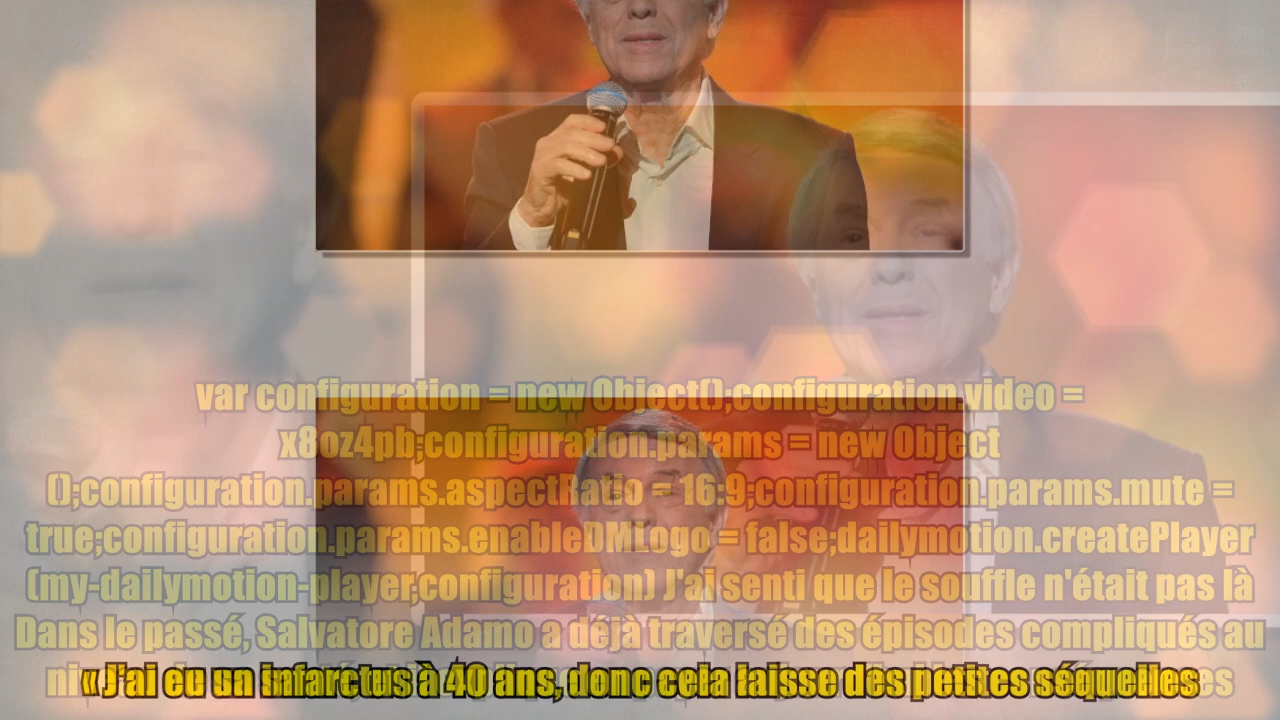 var configuration = new Object();configuration.video =
x8oz4pb;configuration.params = new Object
();configuration.params.aspectRatio = 16:9;configuration.params.mute =
true;configuration.params.enableDMLogo = false;dailymotion.createPlayer
(my-dailymotion-player,configuration) J'ai senti que le souffle n'était pas là
Dans le passé, Salvatore Adamo a déjà traversé des épisodes compliqués au
« J'ai eu un infarctus à 40 ans, donc cela laisse des petites séquelles